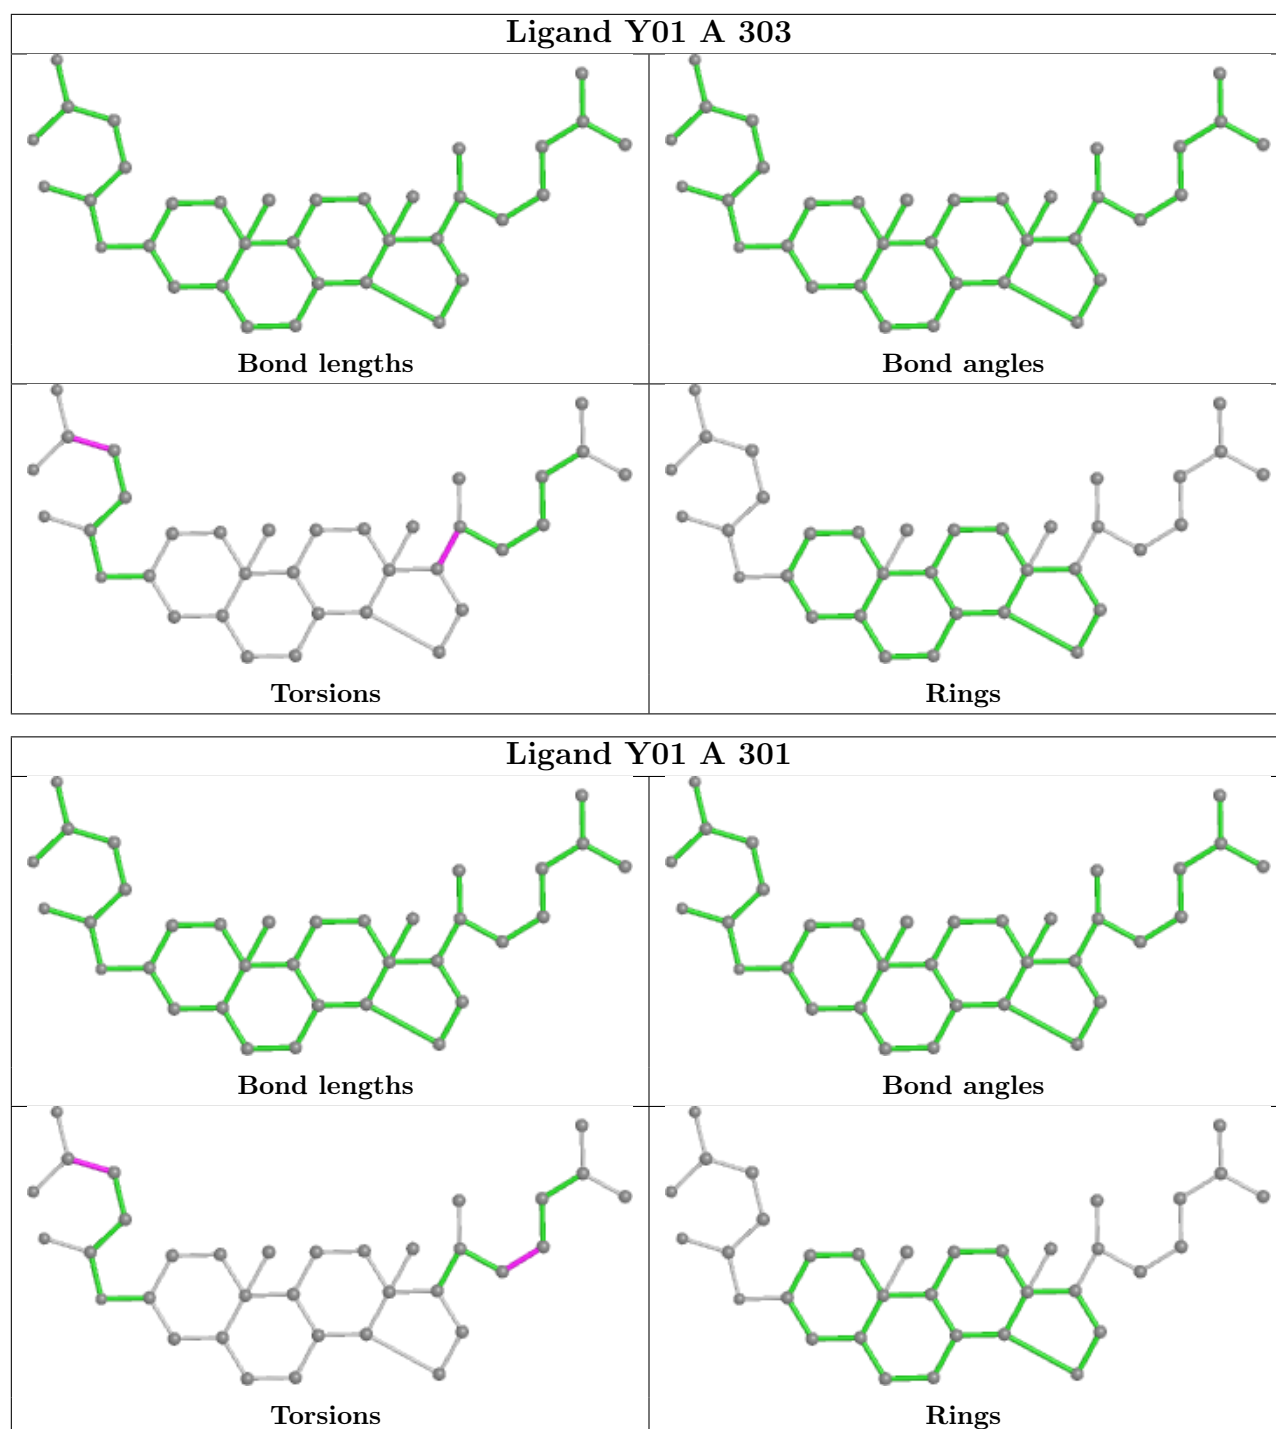 Ligand Y01 A 303
Bond lengths
Bond angles
Torsions
Rings
Ligand Y01 A 301
Bond lengths
Bond angles
Torsions
Rings